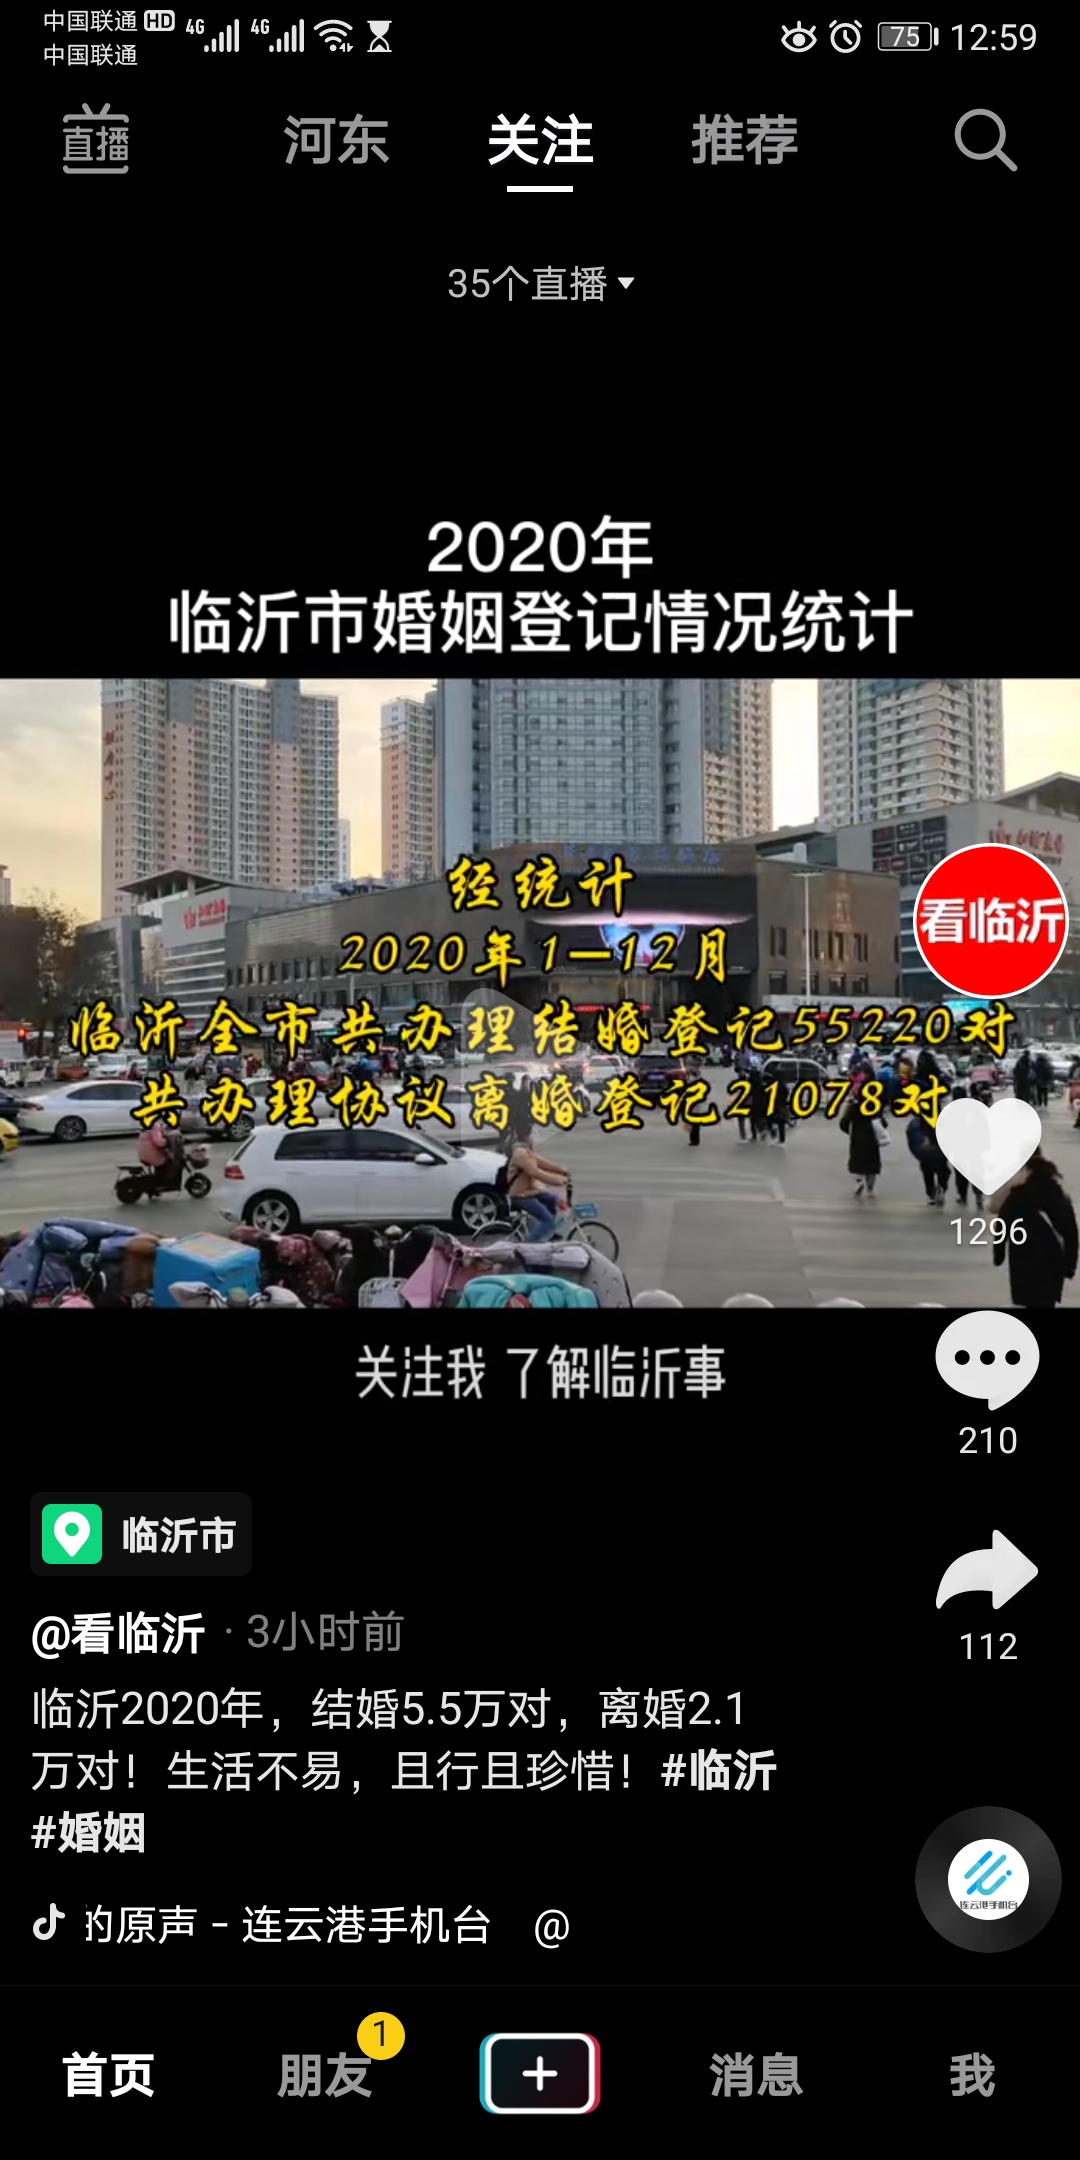 中国联通 HD 4G 4G 75 12:59
中国联通
直播 河东 关注 推荐
35个直播
2020年
临沂市婚姻登记情况统计
经统计
2020年1—12月
临沂全市共办理结婚登记55220对
共办理协议离婚登记21078对
看临沂
1296
关注我 了解临沂事
210
临沂市
112
@看临沂 · 3小时前
临沂2020年，结婚5.5万对，离婚2.1
万对！生活不易，且行且珍惜！#临沂
#婚姻
连云港手机台
的原声 - 连云港手机台 @
1
首页 朋友 消息 我